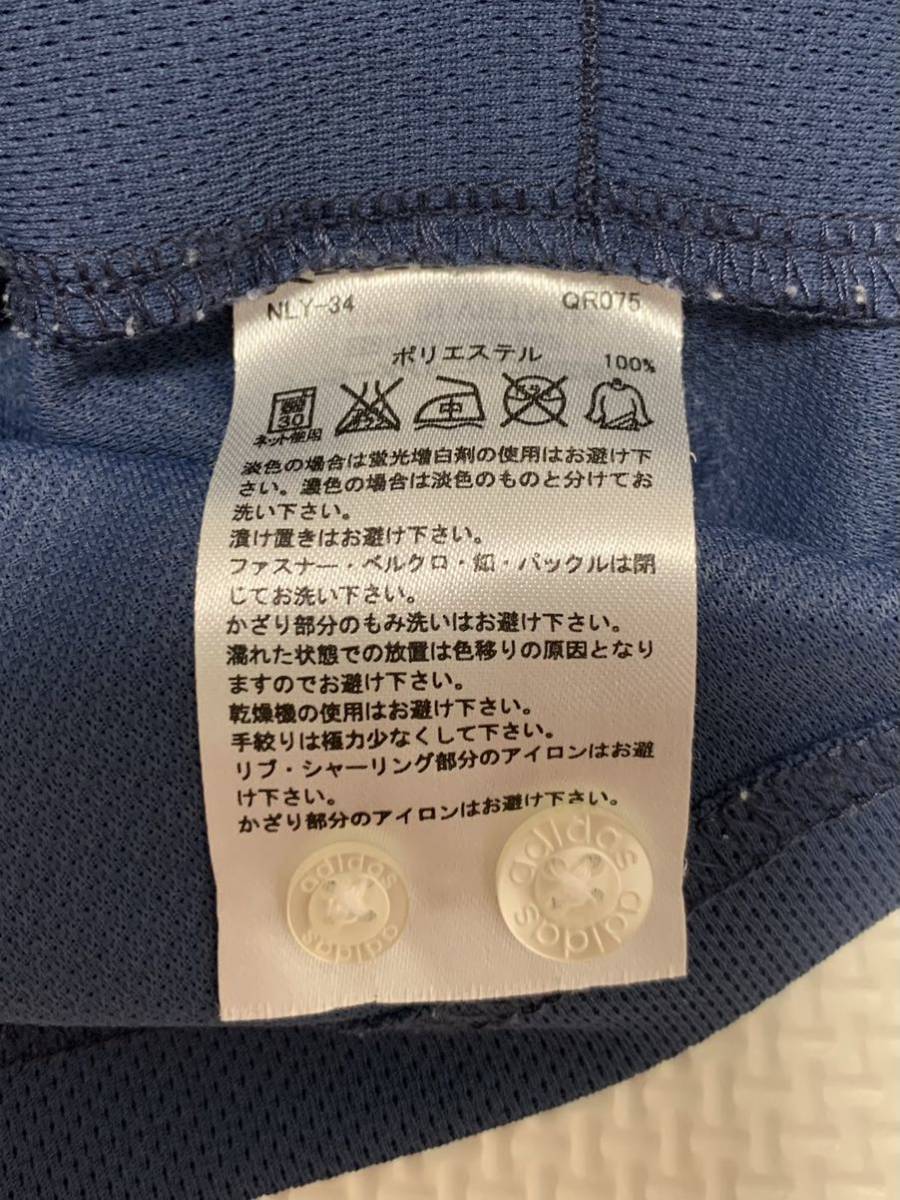 NLY-34 QR075
ポリエステル 100%
30
ネット使用
中
淡色の場合は蛍光増白剤の使用はお避け下
さい。濃色の場合は淡色のものと分けてお
洗い下さい。
漬け置きはお避け下さい。
ファスナー・ベルクロ・釦・バックルは閉
じてお洗い下さい。
かざり部分のもみ洗いはお避け下さい。
濡れた状態での放置は色移りの原因となり
ますのでお避け下さい。
乾燥機の使用はお避け下さい。
手絞りは極力少なくして下さい。
リブ・シャーリング部分のアイロンはお避
け下さい。
かざり部分のアイロンはお避け下さい。
adidas
adidas
adidas
adidas